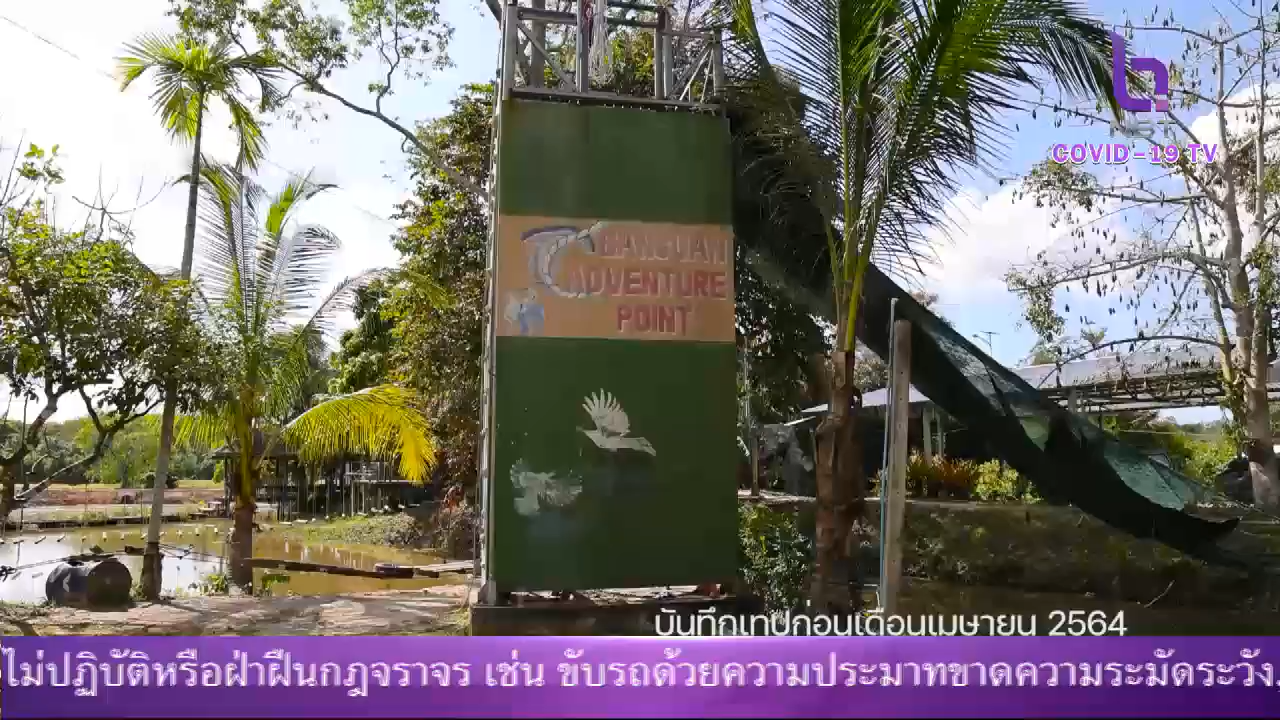 COVID-19 TV
BANSUAN
ADVENTURE
POINT
บันทึกเทปก่อนเดือนเมษายน 2564
ไม่ปฏิบัติหรือฝ่าฝืนกฎจราจร เช่น ขับรถด้วยความประมาทขาดความระมัดระวัง.